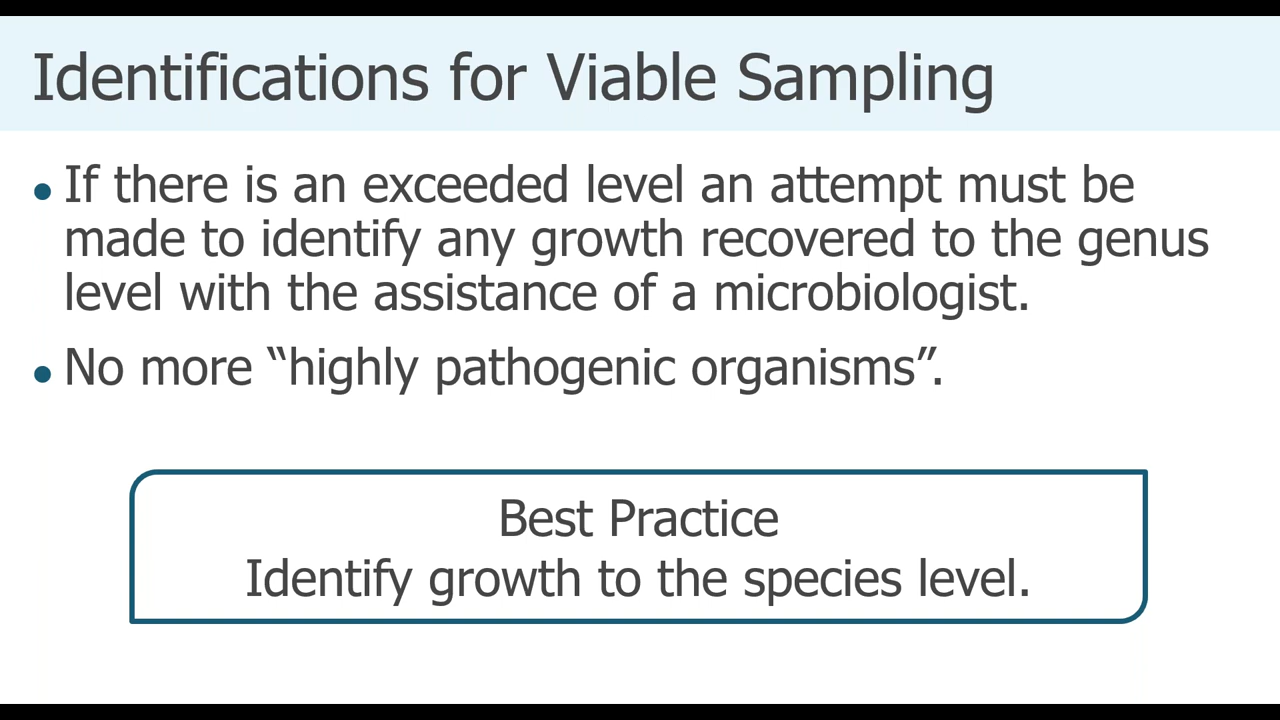 Identifications for Viable Sampling
• If there is an exceeded level an attempt must be
made to identify any growth recovered to the genus
level with the assistance of a microbiologist.
• No more “highly pathogenic organisms”.
Best Practice
Identify growth to the species level.